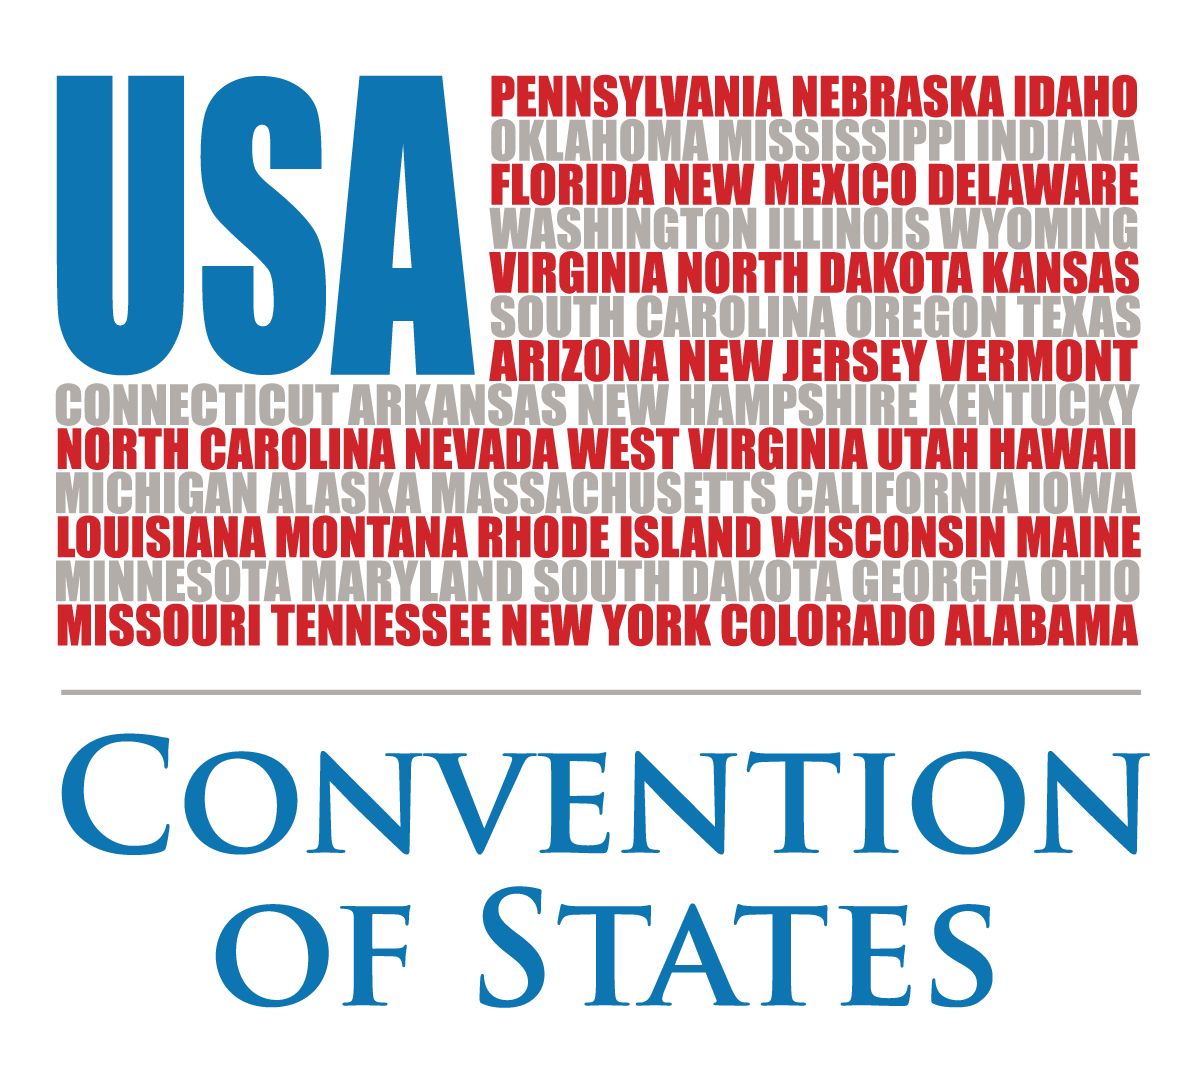 USA
PENNSYLVANIA NEBRASKA IDAHO
OKLAHOMA MISSISSIPPI INDIANA
FLORIDA NEW MEXICO DELAWARE
WASHINGTON ILLINOIS WYOMING
VIRGINIA NORTH DAKOTA KANSAS
SOUTH CAROLINA OREGON TEXAS
ARIZONA NEW JERSEY VERMONT
CONNECTICUT ARKANSAS NEW HAMPSHIRE KENTUCKY
NORTH CAROLINA NEVADA WEST VIRGINIA UTAH HAWAII
MICHIGAN ALASKA MASSACHUSETTS CALIFORNIA IOWA
LOUISIANA MONTANA RHODE ISLAND WISCONSIN MAINE
MINNESOTA MARYLAND SOUTH DAKOTA GEORGIA OHIO
MISSOURI TENNESSEE NEW YORK COLORADO ALABAMA
CONVENTION
OF STATES